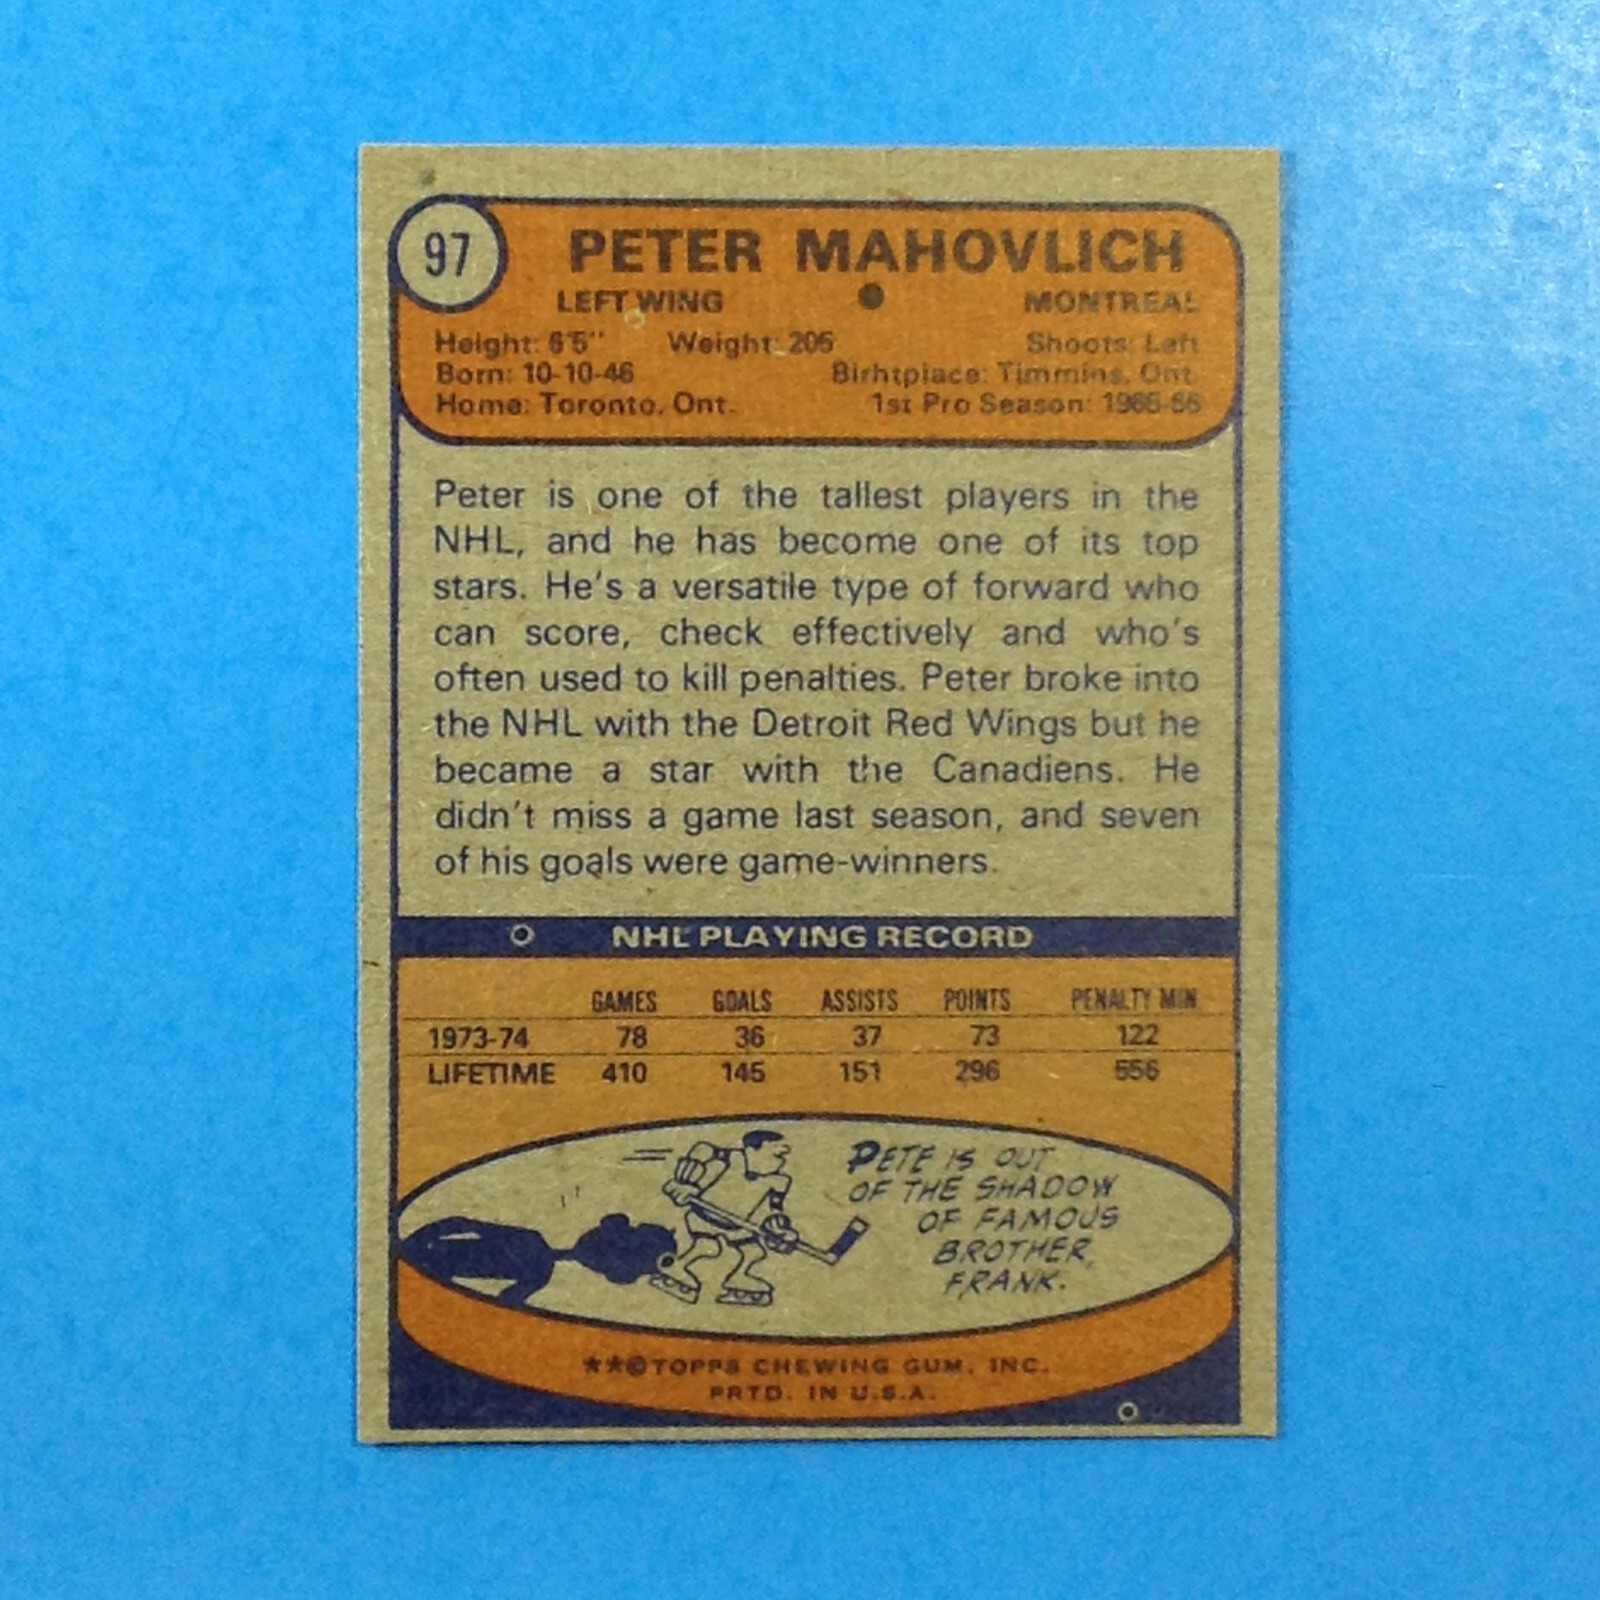 97
PETER MAHOVLICH
LEFT WING MONTREAL
Height: 6'5" Weight: 205 Shoots: Left
Born: 10-10-46 Birhtplace: Timmins, Ont.
Home: Toronto, Ont. 1st Pro Season: 1965-66
Peter is one of the tallest players in the
NHL, and he has become one of its top
stars. He's a versatile type of forward who
can score, check effectively and who's
often used to kill penalties. Peter broke into
the NHL with the Detroit Red Wings but he
became a star with the Canadiens. He
didn't miss a game last season, and seven
of his goals were game-winners.
NHL PLAYING RECORD
GAMES GOALS ASSISTS POINTS PENALTY MIN
1973-74 78 36 37 73 122
LIFETIME 410 145 151 296 556
PETE IS OUT
OF THE SHADOW
OF FAMOUS
BROTHER,
FRANK.
**©TOPPS CHEWING GUM, INC.
PRTD. IN U.S.A.